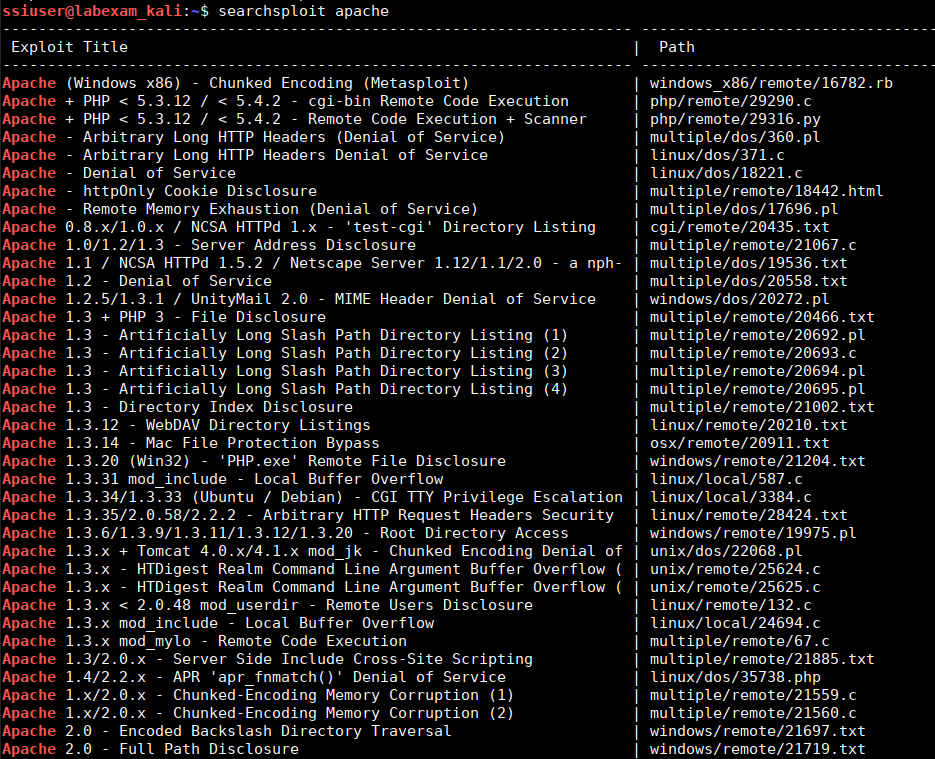 ssiuser@labexam_kali:~$ searchsploit apache
---------------------------------------------------------------------- ---------------------------------
Exploit Title | Path
---------------------------------------------------------------------- ---------------------------------
Apache (Windows x86) - Chunked Encoding (Metasploit) | windows_x86/remote/16782.rb
Apache + PHP < 5.3.12 / < 5.4.2 - cgi-bin Remote Code Execution | php/remote/29290.c
Apache + PHP < 5.3.12 / < 5.4.2 - Remote Code Execution + Scanner | php/remote/29316.py
Apache - Arbitrary Long HTTP Headers (Denial of Service) | multiple/dos/360.pl
Apache - Arbitrary Long HTTP Headers Denial of Service | linux/dos/371.c
Apache - Denial of Service | linux/dos/18221.c
Apache - httpOnly Cookie Disclosure | multiple/remote/18442.html
Apache - Remote Memory Exhaustion (Denial of Service) | multiple/dos/17696.pl
Apache 0.8.x/1.0.x / NCSA HTTPd 1.x - 'test-cgi' Directory Listing | cgi/remote/20435.txt
Apache 1.0/1.2/1.3 - Server Address Disclosure | multiple/remote/21067.c
Apache 1.1 / NCSA HTTPd 1.5.2 / Netscape Server 1.12/1.1/2.0 - a nph- | multiple/dos/19536.txt
Apache 1.2 - Denial of Service | multiple/dos/20558.txt
Apache 1.2.5/1.3.1 / UnityMail 2.0 - MIME Header Denial of Service | windows/dos/20272.pl
Apache 1.3 + PHP 3 - File Disclosure | multiple/remote/20466.txt
Apache 1.3 - Artificially Long Slash Path Directory Listing (1) | multiple/remote/20692.pl
Apache 1.3 - Artificially Long Slash Path Directory Listing (2) | multiple/remote/20693.c
Apache 1.3 - Artificially Long Slash Path Directory Listing (3) | multiple/remote/20694.pl
Apache 1.3 - Artificially Long Slash Path Directory Listing (4) | multiple/remote/20695.pl
Apache 1.3 - Directory Index Disclosure | multiple/remote/21002.txt
Apache 1.3.12 - WebDAV Directory Listings | linux/remote/20210.txt
Apache 1.3.14 - Mac File Protection Bypass | osx/remote/20911.txt
Apache 1.3.20 (Win32) - 'PHP.exe' Remote File Disclosure | windows/remote/21204.txt
Apache 1.3.31 mod_include - Local Buffer Overflow | linux/local/587.c
Apache 1.3.34/1.3.33 (Ubuntu / Debian) - CGI TTY Privilege Escalation | linux/local/3384.c
Apache 1.3.35/2.0.58/2.2.2 - Arbitrary HTTP Request Headers Security | linux/remote/28424.txt
Apache 1.3.6/1.3.9/1.3.11/1.3.12/1.3.20 - Root Directory Access | windows/remote/19975.pl
Apache 1.3.x + Tomcat 4.0.x/4.1.x mod_jk - Chunked Encoding Denial of | unix/dos/22068.pl
Apache 1.3.x - HTDigest Realm Command Line Argument Buffer Overflow ( | unix/remote/25624.c
Apache 1.3.x - HTDigest Realm Command Line Argument Buffer Overflow ( | unix/remote/25625.c
Apache 1.3.x < 2.0.48 mod_userdir - Remote Users Disclosure | linux/remote/132.c
Apache 1.3.x mod_include - Local Buffer Overflow | linux/local/24694.c
Apache 1.3.x mod_mylo - Remote Code Execution | multiple/remote/67.c
Apache 1.3/2.0.x - Server Side Include Cross-Site Scripting | multiple/remote/21885.txt
Apache 1.4/2.2.x - APR 'apr_fnmatch()' Denial of Service | linux/dos/35738.php
Apache 1.x/2.0.x - Chunked-Encoding Memory Corruption (1) | multiple/remote/21559.c
Apache 1.x/2.0.x - Chunked-Encoding Memory Corruption (2) | multiple/remote/21560.c
Apache 2.0 - Encoded Backslash Directory Traversal | windows/remote/21697.txt
Apache 2.0 - Full Path Disclosure | windows/remote/21719.txt